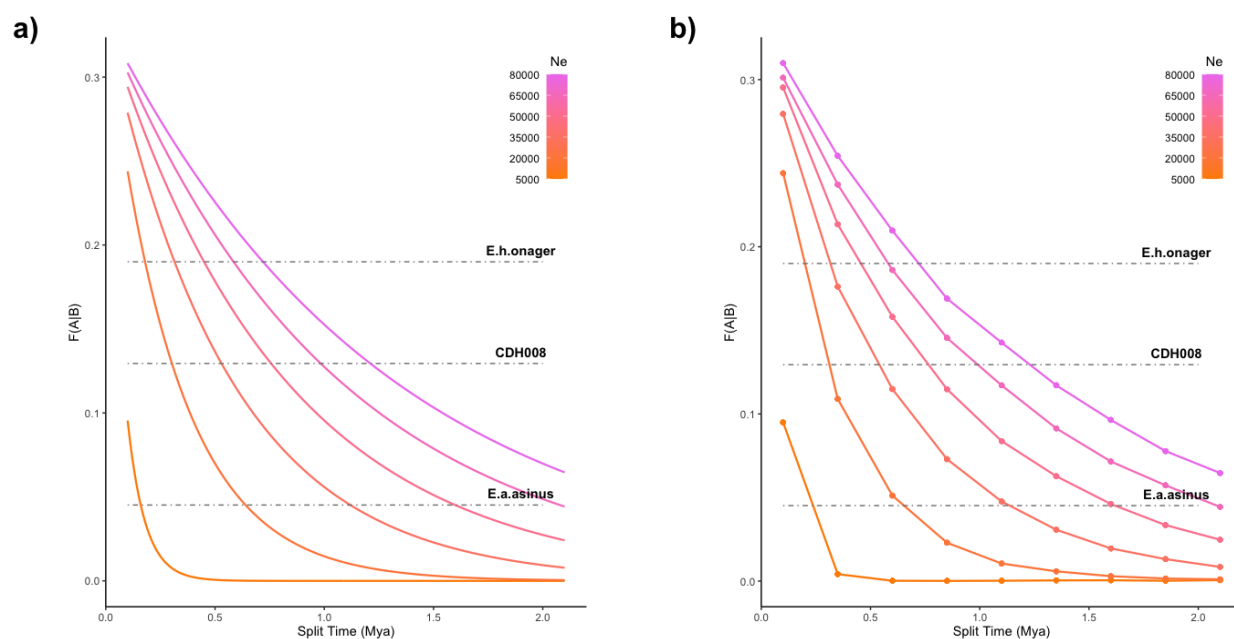 a)
Ne
80000
65000
50000
35000
20000
5000
0.3
0.2
0.1
0.0
F(A|B)
E.h.onager
CDH008
E.a.asinus
0.0 0.5 1.0 1.5 2.0
Split Time (Mya)
b)
Ne
80000
65000
50000
35000
20000
5000
0.3
0.2
0.1
0.0
F(A|B)
E.h.onager
CDH008
E.a.asinus
0.0 0.5 1.0 1.5 2.0
Split Time (Mya)